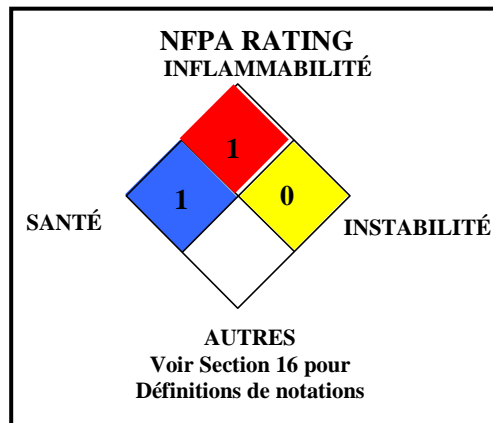 NFPA RATING
INFLAMMABILITÉ
1
1
0
SANTÉ
INSTABILITÉ
AUTRES
Voir Section 16 pour
Définitions de notations